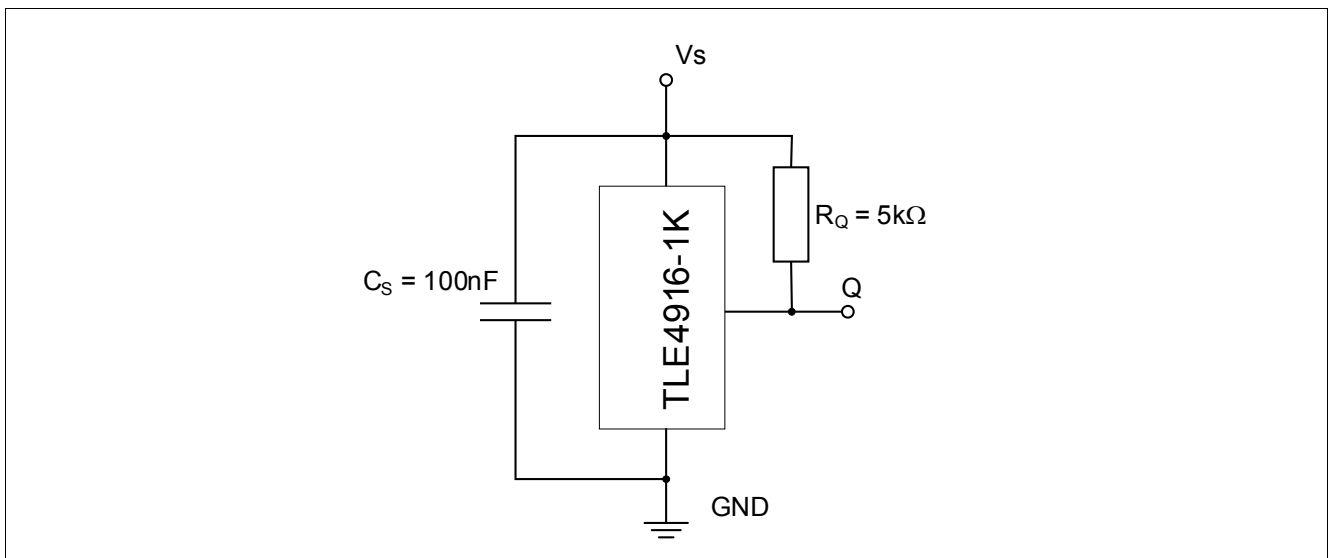 Vs
TLE4916-1K
R_Q = 5kΩ
C_S = 100nF
Q
GND